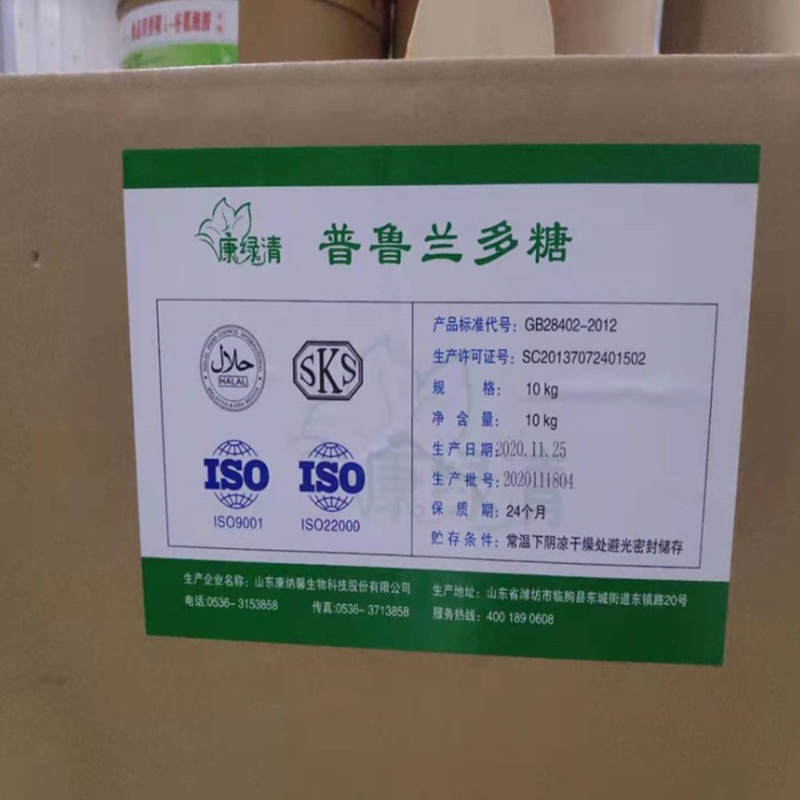 康绿清
普鲁兰多糖
حلال
HALAL
SKS
ISO
ISO9001
ISO
ISO22000
产品标准代号：GB28402-2012
生产许可证号：SC20137072401502
规 格：10 kg
净 含 量：10 kg
生产日期：2020.11.25
生产批号：2020111804
保 质 期：24个月
贮存条件：常温下阴凉干燥处避光密封储存
生产企业名称：山东康纳馨生物科技股份有限公司
电话:0536-3153858 传真:0536-3713858
生产地址：山东省潍坊市临朐县东城街道东镇路20号
服务热线：400 189 0608